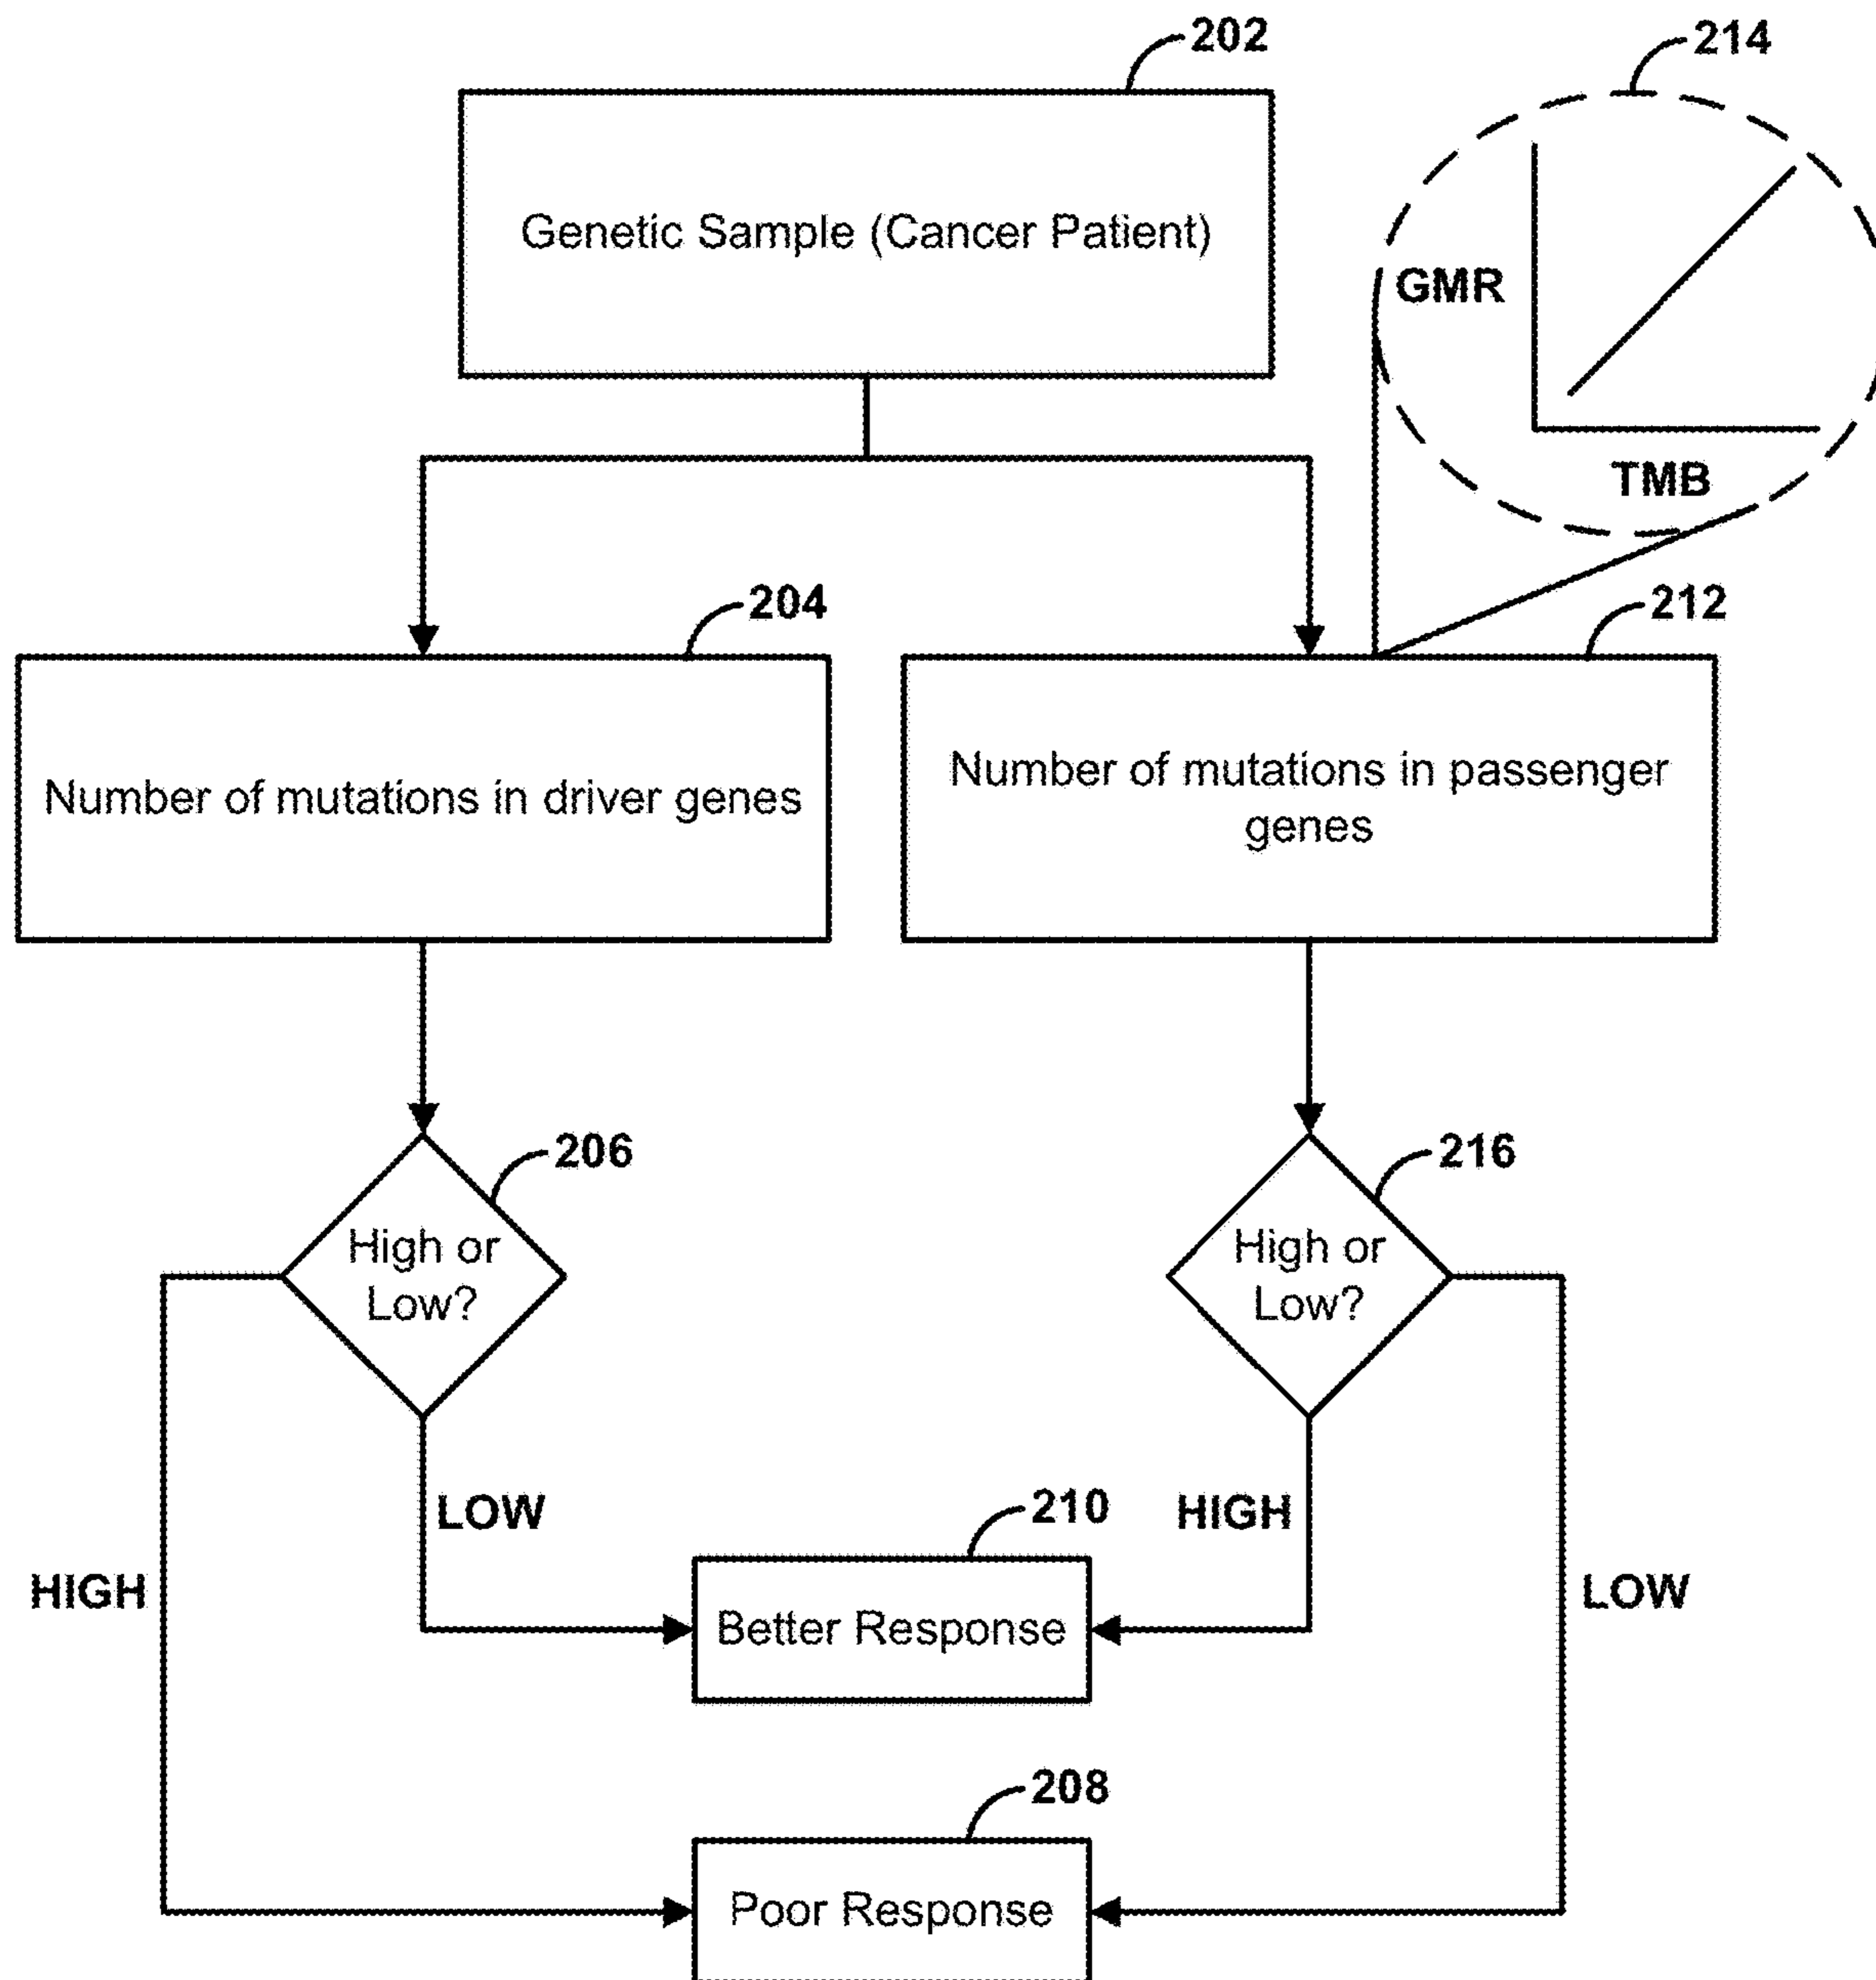 202
214
Genetic Sample (Cancer Patient)
GMR
TMB
204
212
Number of mutations in driver genes
Number of mutations in passenger
genes
206
216
High or
Low?
High or
Low?
LOW
210
HIGH
HIGH
LOW
Better Response
208
Poor Response